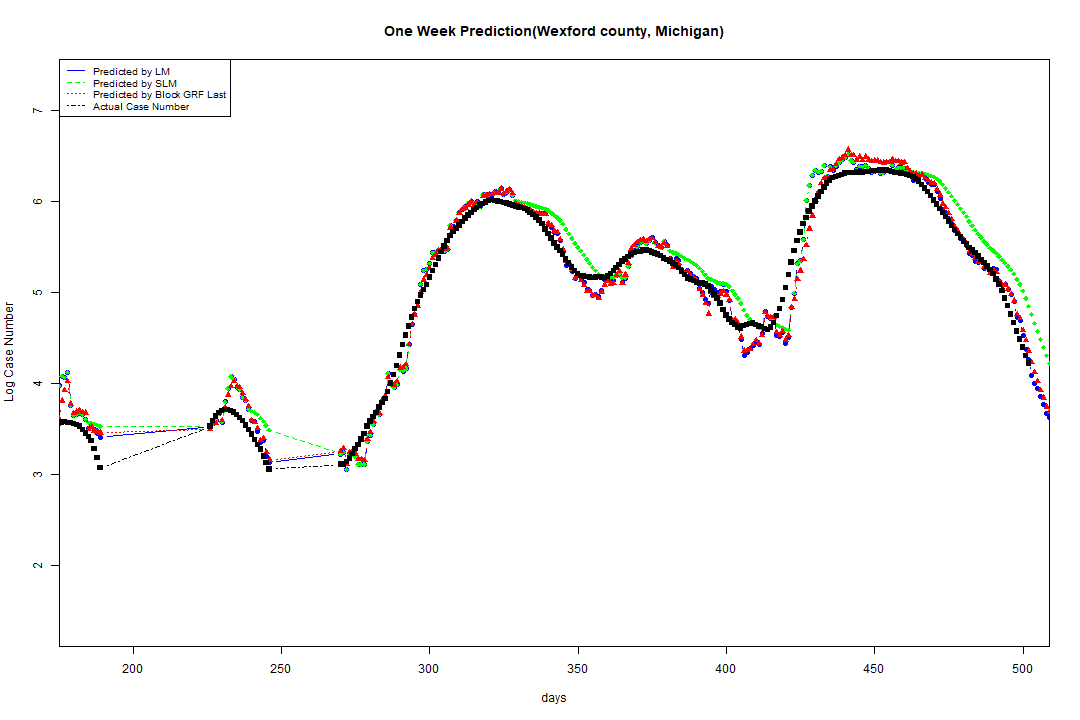 One Week Prediction(Wexford county, Michigan)
Predicted by LM
Predicted by SLM
Predicted by Block GRF Last
Actual Case Number
Log Case Number
7
6
5
4
3
2
200 250 300 350 400 450 500
days